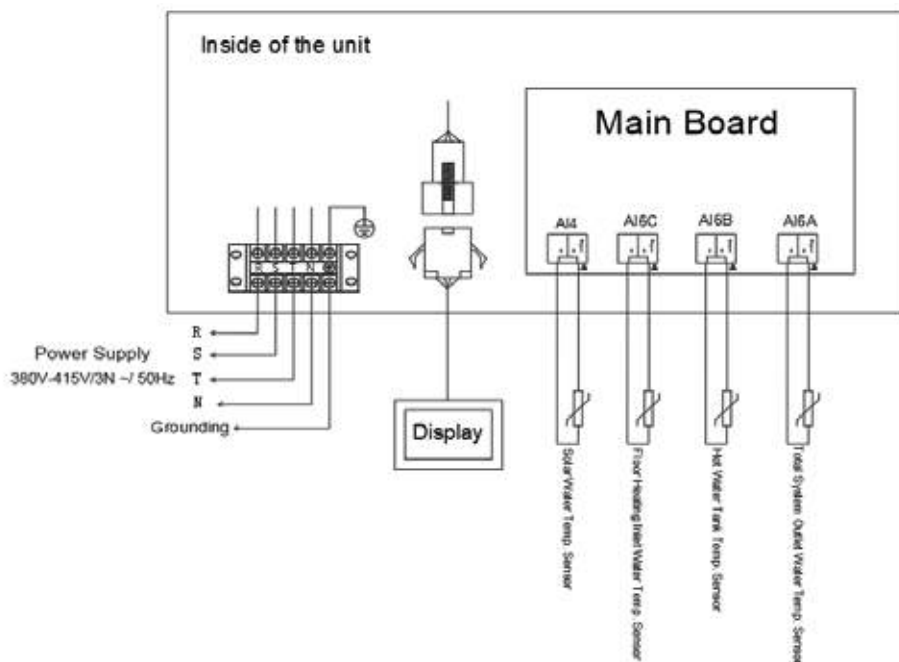 Inside of the unit
Main Board
AI4
AI6C
AI6B
AI6A
R S T N
R
Power Supply
S
380V-415V/3N ~/ 50Hz
T
N
Grounding
Display
Solar Water Temp. Sensor
Floor Heating Inlet Water Temp. Sensor
Hot Water Tank Temp. Sensor
Total System Outlet Water Temp. Sensor